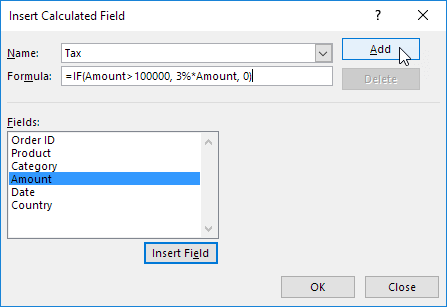 Insert Calculated Field
Name: Tax Add
Formula: =IF(Amount>100000, 3%*Amount, 0) Delete
Fields:
Order ID
Product
Category
Amount
Date
Country
Insert Field
OK Close